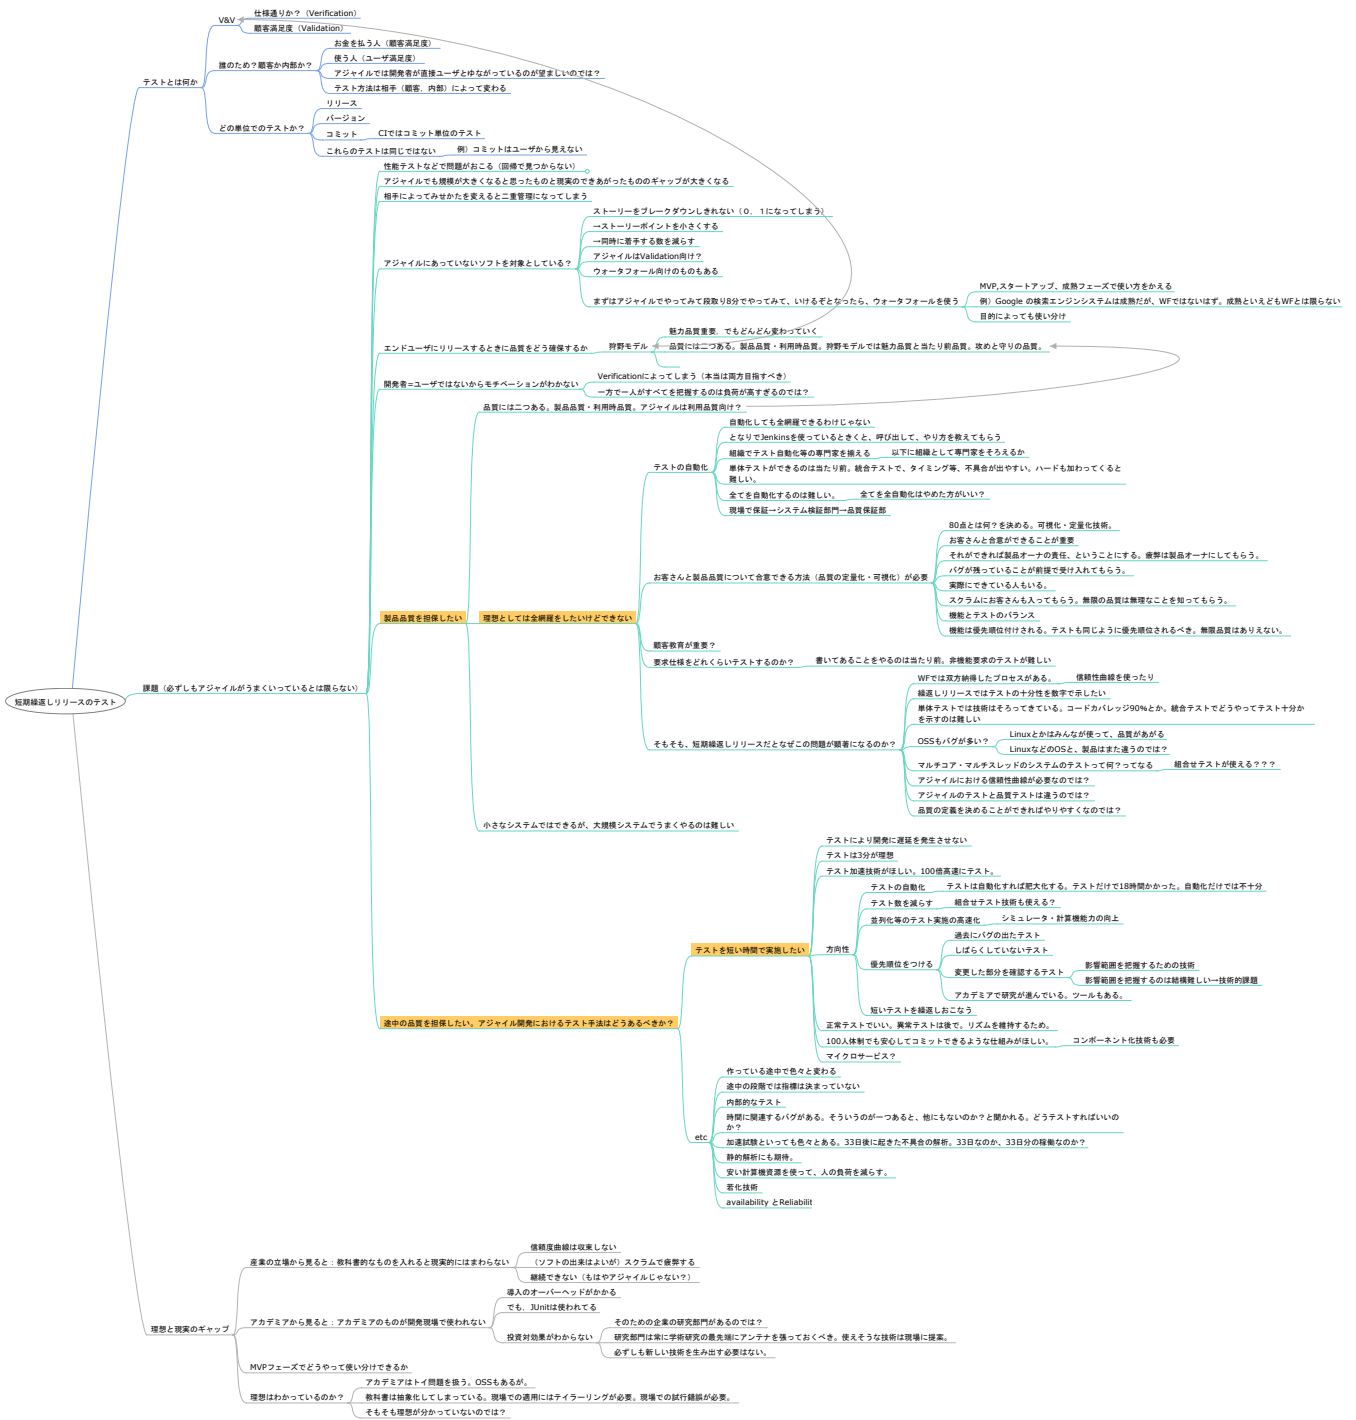 仕様通りか？（Verification）
V&V
顧客満足度（Validation）
お金を払う人（顧客満足度）
使う人（ユーザ満足度）
誰のため？顧客か内部か？
アジャイルでは開発者が直接ユーザとゆながっているのが望ましいのでは？
テスト方法は相手（顧客、内部）によって変わる
テストとは何か
リリース
バージョン
どの単位でのテストか？
コミット
CIではコミット単位のテスト
これらのテストは同じではない
例）コミットはユーザから見えない
性能テストなどで問題がおこる（回帰で見つからない）
アジャイルでも規模が大きくなると思ったものと現実のできあがったもののギャップが大きくなる
相手によってみせかたを変えると二重管理になってしまう
ストーリーをブレークダウンしきれない（０、１になってしまう）
→ストーリーポイントを小さくする
→同時に着手する数を減らす
アジャイルはValidation向け？
アジャイルにあっていないソフトを対象としている？
ウォータフォール向けのものもある
MVP,スタートアップ、成熟フェーズで使い方をかえる
まずはアジャイルでやってみて段取り8分でやってみて、いけるぞとなったら、ウォータフォールを使う
例）Google の検索エンジンシステムは成熟だが、WFではないはず。成熟といえどもWFとは限らない
目的によっても使い分け
魅力品質重要、でもどんどん変わっていく
エンドユーザにリリースするときに品質をどう確保するか
狩野モデル
品質には二つある。製品品質・利用時品質。狩野モデルでは魅力品質と当たり前品質。攻めと守りの品質。
Verificationによってしまう（本当は両方目指すべき）
開発者=ユーザではないからモチベーションがわかない
一方で一人がすべてを把握するのは負荷が高すぎるのでは？
品質には二つある。製品品質・利用時品質。アジャイルは利用品質向け？
自動化しても全網羅できるわけじゃない
となりでJenkinsを使っているときくと、呼び出して、やり方を教えてもらう
組織でテスト自動化等の専門家を揃える
以下に組織として専門家をそろえるか
テストの自動化
単体テストができるのは当たり前。統合テストで、タイミング等、不具合が出やすい。ハードも加わってくると
難しい。
全てを自動化するのは難しい。
全てを全自動化はやめた方がいい？
現場で保証→システム検証部門→品質保証部
80点とは何？を決める。可視化・定量化技術。
お客さんと合意ができることが重要
それができれば製品オーナの責任、ということにする。疲弊は製品オーナにしてもらう。
バグが残っていることが前提で受け入れてもらう。
お客さんと製品品質について合意できる方法（品質の定量化・可視化）が必要
実際にできている人もいる。
スクラムにお客さんも入ってもらう。無限の品質は無理なことを知ってもらう。
機能とテストのバランス
機能は優先順位付けされる。テストも同じように優先順位されるべき。無限品質はありえない。
製品品質を担保したい
理想としては全網羅をしたいけどできない
顧客教育が重要？
要求仕様をどれくらいテストするのか？
書いてあることをやるのは当たり前。非機能要求のテストが難しい
WFでは双方納得したプロセスがある。
信頼性曲線を使ったり
課題（必ずしもアジャイルがうまくいっているとは限らない）
繰返しリリースではテストの十分性を数字で示したい
短期繰返しリリースのテスト
単体テストでは技術はそろってきている。コードカバレッジ90%とか。統合テストでどうやってテスト十分か
を示すのは難しい
Linuxとかはみんなが使って、品質があがる
OSSもバグが多い？
そもそも、短期繰返しリリースだとなぜこの問題が顕著になるのか？
LinuxなどのOSと、製品はまた違うのでは？
マルチコア・マルチスレッドのシステムのテストって何？ってなる
組合せテストが使える？？？
アジャイルにおける信頼性曲線が必要なのでは？
アジャイルのテストと品質テストは違うのでは？
品質の定義を決めることができればやりやすくなのでは？
小さなシステムではできるが、大規模システムでうまくやるのは難しい
テストにより開発に遅延を発生させない
テストは3分が理想
テスト加速技術がほしい。100倍高速にテスト。
テストの自動化
テストは自動化すれば肥大化する。テストだけで18時間かかった。自動化だけでは不十分
テスト数を減らす
組合せテスト技術も使える？
並列化等のテスト実施の高速化
シミュレータ・計算機能力の向上
過去にバグの出たテスト
テストを短い時間で実施したい
方向性
しばらくしていないテスト
優先順位をつける
影響範囲を把握するための技術
変更した部分を確認するテスト
影響範囲を把握するのは結構難しい→技術的課題
アカデミアで研究が進んでいる。ツールもある。
短いテストを繰返しおこなう
途中の品質を担保したい。アジャイル開発におけるテスト手法はどうあるべきか？
正常テストでいい。異常テストは後で。リズムを維持するため。
100人体制でも安心してコミットできるような仕組みがほしい。
コンポーネント化技術も必要
マイクロサービス？
作っている途中で色々と変わる
途中の段階では指標は決まっていない
内部的なテスト
時間に関連するバグがある。そういうのが一つあると、他にもないのか？と聞かれる。どうテストすればいいの
か？
etc
加速試験といっても色々とある。33日後に起きた不具合の解析。33日なのか、33日分の稼働なのか？
静的解析にも期待。
安い計算機資源を使って、人の負荷を減らす。
若化技術
availability とReliabilit
信頼度曲線は収束しない
産業の立場から見ると：教科書的なものを入れると現実的にはまわらない
（ソフトの出来はよいが）スクラムで疲弊する
継続できない（もはやアジャイルじゃない？）
導入のオーバーヘッドがかかる
でも、JUnitは使われてる
アカデミアから見ると：アカデミアのものが開発現場で使われない
そのための企業の研究部門があるのでは？
理想と現実のギャップ
投資対効果がわからない
研究部門は常に学術研究の最先端にアンテナを張っておくべき。使えそうな技術は現場に提案。
必ずしも新しい技術を生み出す必要はない。
MVPフェーズでどうやって使い分けできるか
アカデミアはトイ問題を扱う。OSSもあるが。
理想はわかっているのか？
教科書は抽象化してしまっている。現場での適用にはテイラーリングが必要。現場での試行錯誤が必要。
そもそも理想が分かっていないのでは？